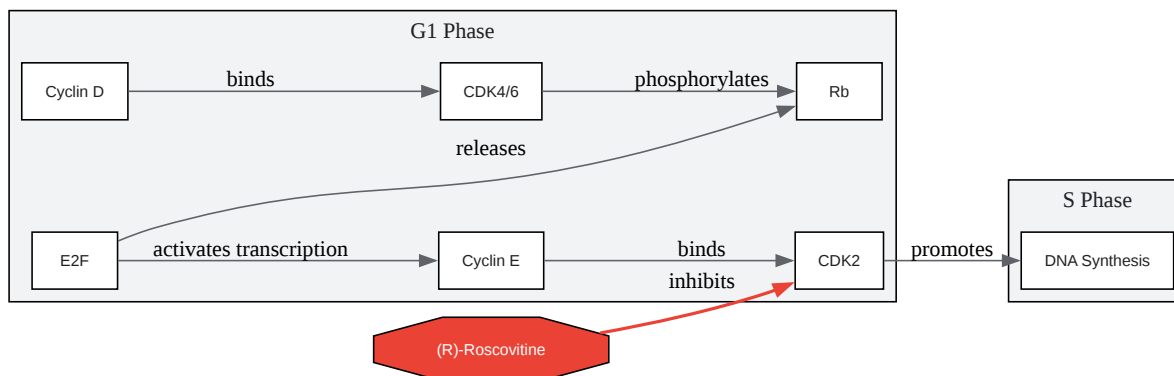 G1 Phase
Cyclin D
binds
CDK4/6
phosphorylates
Rb
releases
S Phase
E2F
activates transcription
Cyclin E
binds
CDK2
promotes
DNA Synthesis
inhibits
(R)-Roscovitine